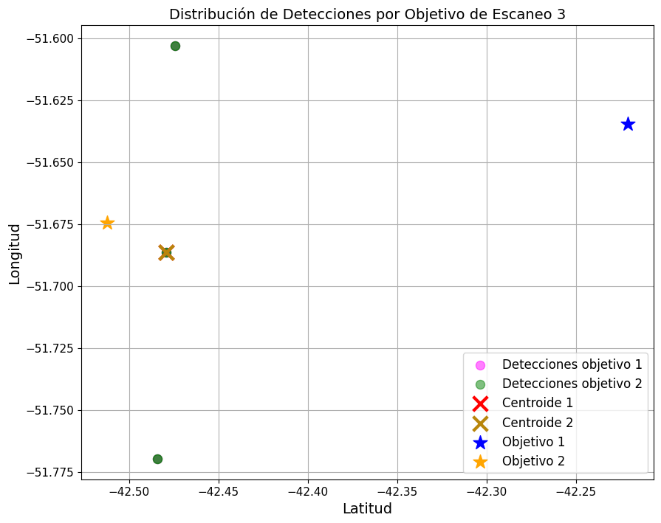 Distribución de Detecciones por Objetivo de Escaneo 3
Longitud
−51.600
−51.625
−51.650
−51.675
−51.700
−51.725
−51.750
−51.775
Detecciones objetivo 1
Detecciones objetivo 2
Centroide 1
Centroide 2
Objetivo 1
Objetivo 2
−42.50 −42.45 −42.40 −42.35 −42.30 −42.25
Latitud